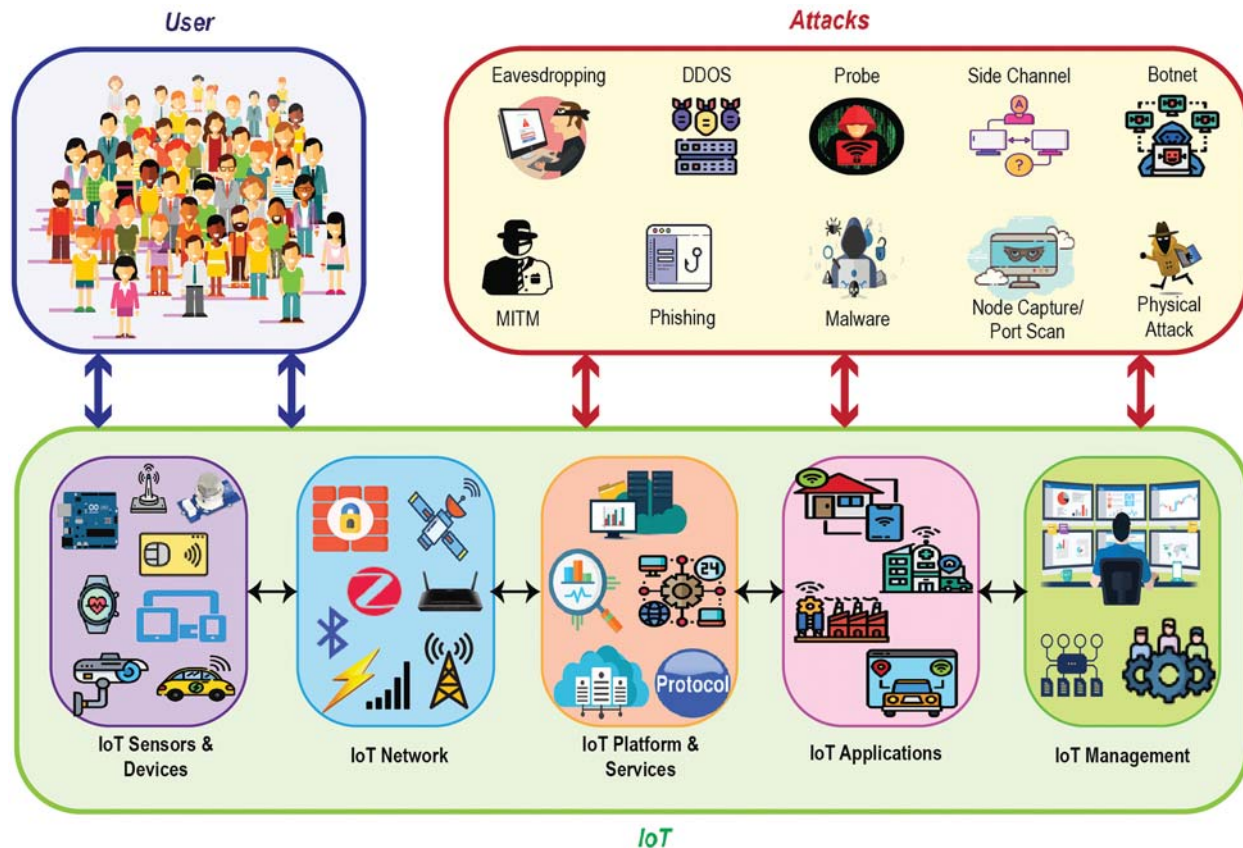 User
Attacks
Eavesdropping
DDOS
Probe
Side Channel
Botnet
A
?
MITM
Phishing
Malware
Node Capture/
Port Scan
Physical
Attack
24
Protocol
IoT Sensors &
Devices
IoT Network
IoT Platform &
Services
IoT Applications
IoT Management
IoT